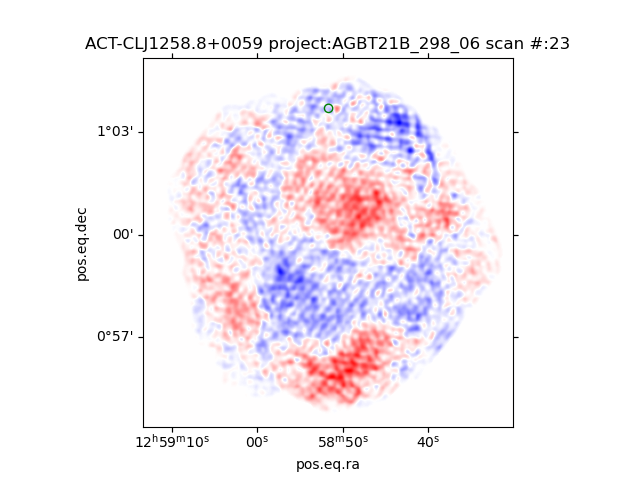 ACT-CLJ1258.8+0059 project:AGBT21B_298_06 scan #:23
1°03'
00'
0°57'
pos.eq.dec
12ʰ59ᵐ10ˢ 00ˢ 58ᵐ50ˢ 40ˢ
pos.eq.ra